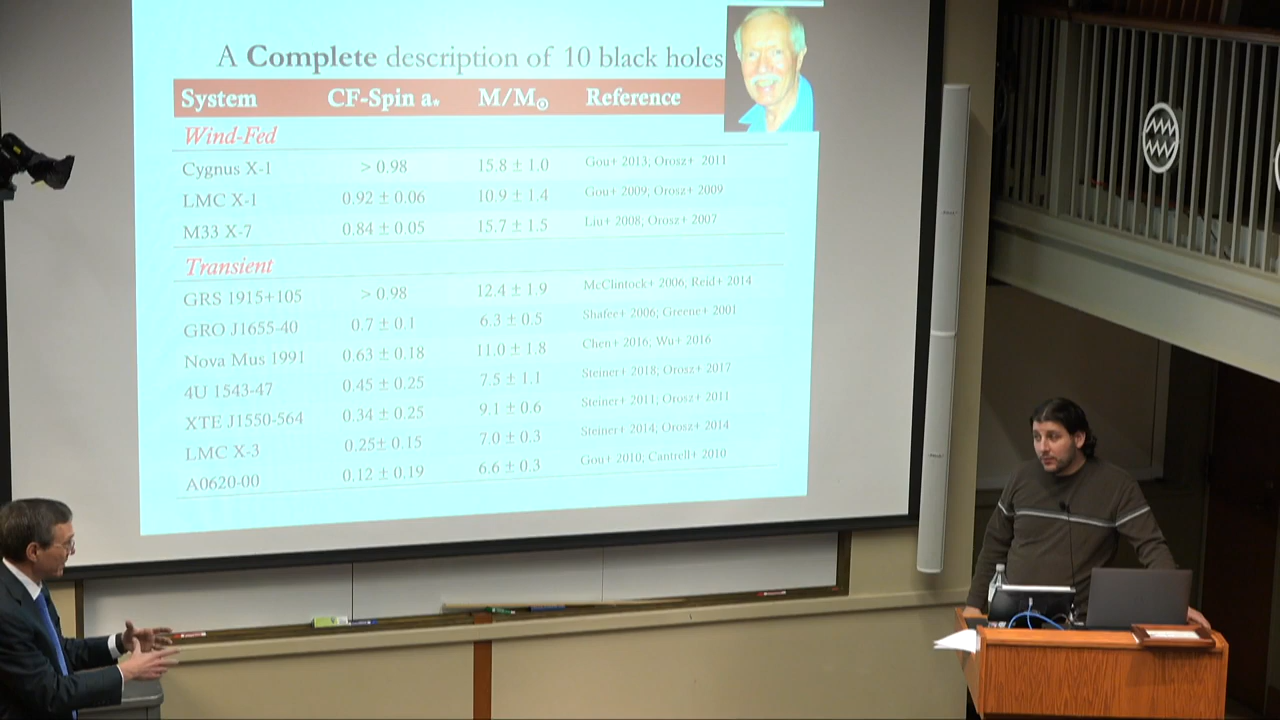 A Complete description of 10 black holes
System CF-Spin a* M/M☉ Reference
Wind-Fed
Cygnus X-1 > 0.98 15.8 ± 1.0 Gou+ 2013; Orosz+ 2011
LMC X-1 0.92 ± 0.06 10.9 ± 1.4 Gou+ 2009; Orosz+ 2009
M33 X-7 0.84 ± 0.05 15.7 ± 1.5 Liu+ 2008; Orosz+ 2007
Transient
GRS 1915+105 > 0.98 12.4 ± 1.9 McClintock+ 2006; Reid+ 2014
GRO J1655-40 0.7 ± 0.1 6.3 ± 0.5 Shafee+ 2006; Greene+ 2001
Nova Mus 1991 0.63 ± 0.18 11.0 ± 1.8 Chen+ 2016; Wu+ 2016
4U 1543-47 0.45 ± 0.25 7.5 ± 1.1 Steiner+ 2018; Orosz+ 2017
XTE J1550-564 0.34 ± 0.25 9.1 ± 0.6 Steiner+ 2011; Orosz+ 2011
LMC X-3 0.25± 0.15 7.0 ± 0.3 Steiner+ 2014; Orosz+ 2014
A0620-00 0.12 ± 0.19 6.6 ± 0.3 Gou+ 2010; Cantrell+ 2010